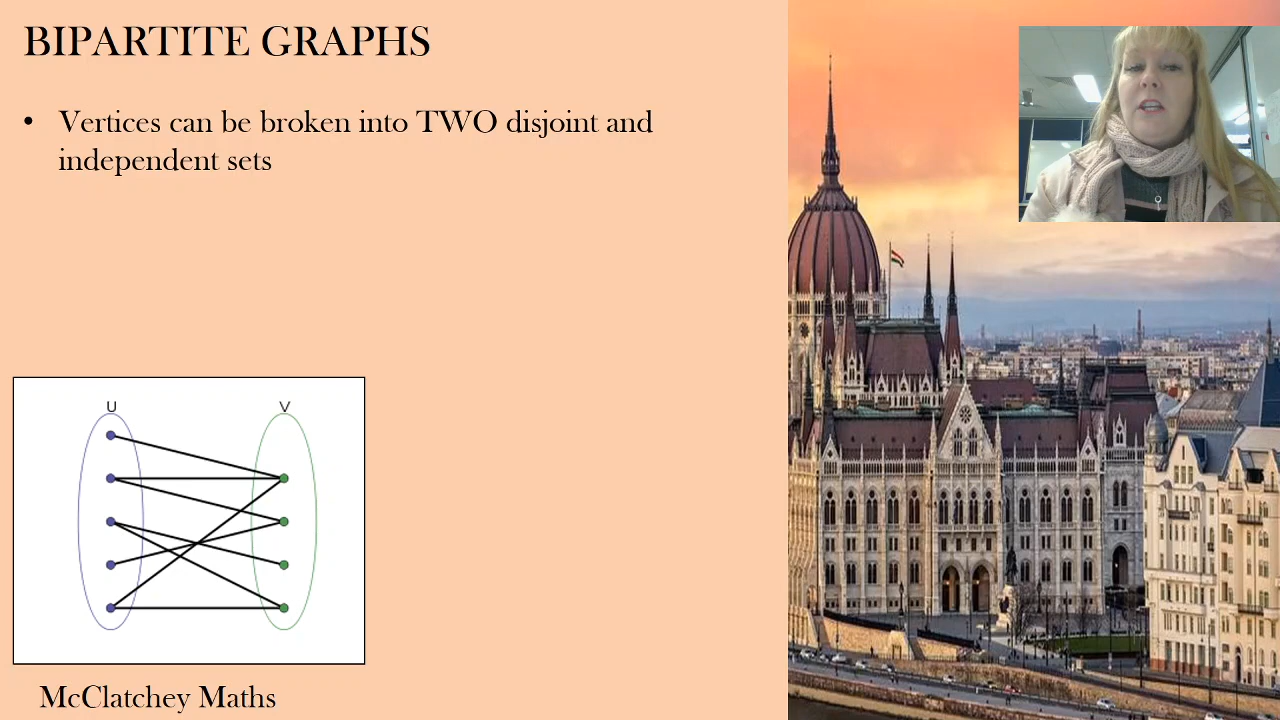 BIPARTITE GRAPHS
• Vertices can be broken into TWO disjoint and
independent sets
U V
McClatchey Maths